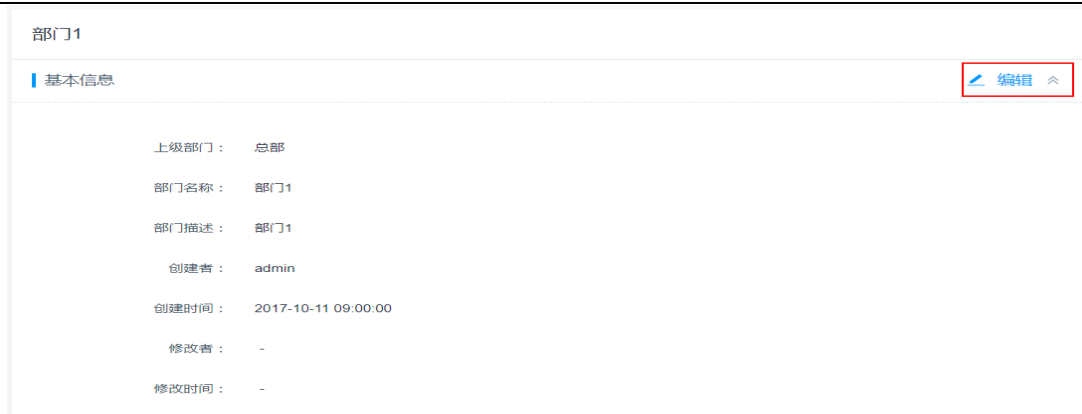 部门1
基本信息 编辑
上级部门： 总部
部门名称： 部门1
部门描述： 部门1
创建者： admin
创建时间： 2017-10-11 09:00:00
修改者： -
修改时间： -